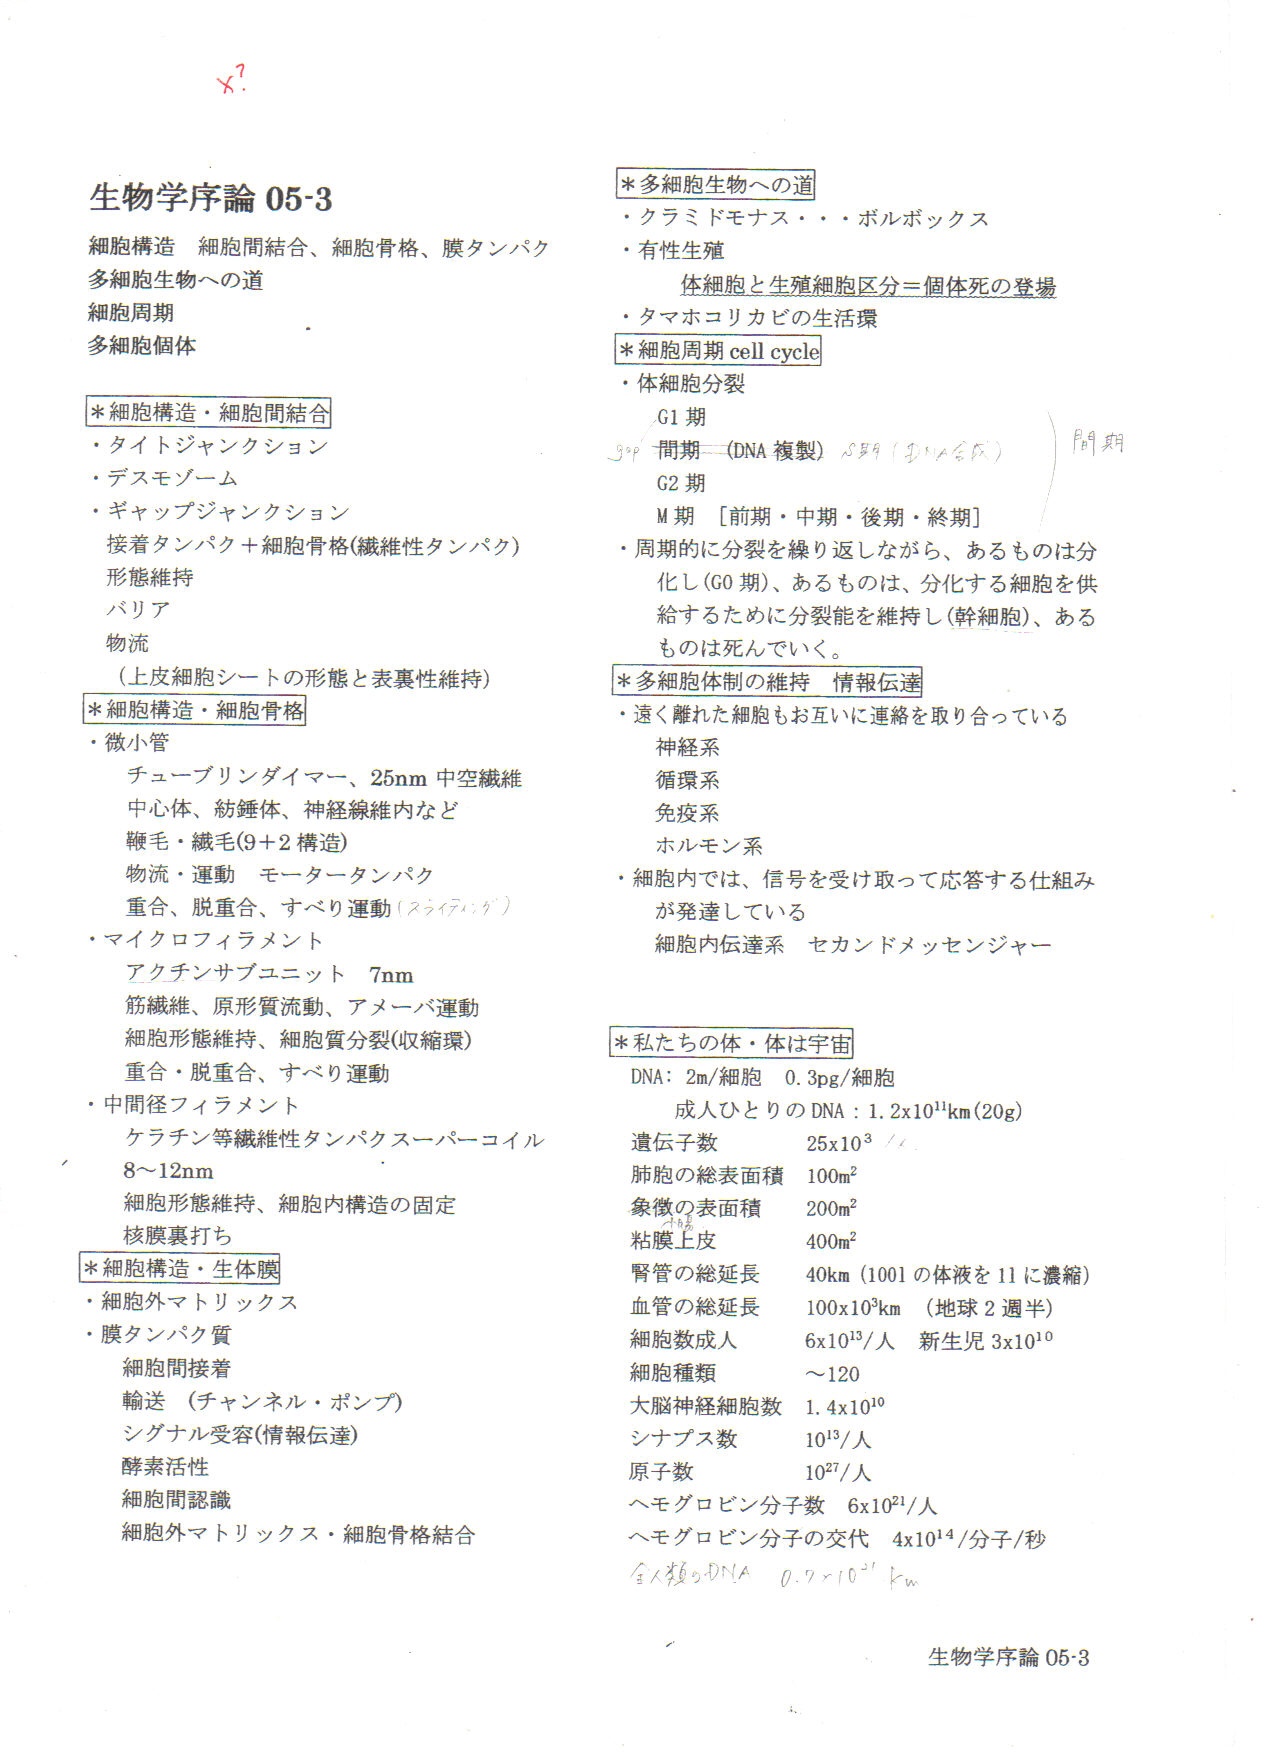 x?
生物学序論 05-3
細胞構造　細胞間結合、細胞骨格、膜タンパク
多細胞生物への道
細胞周期
多細胞個体
＊細胞構造・細胞間結合
・タイトジャンクション
・デスモゾーム
・ギャップジャンクション
接着タンパク＋細胞骨格(繊維性タンパク)
形態維持
バリア
物流
（上皮細胞シートの形態と表裏性維持）
＊細胞構造・細胞骨格
・微小管
チューブリンダイマー、25nm 中空繊維
中心体、紡錘体、神経線維内など
鞭毛・繊毛(9＋2 構造)
物流・運動　モータータンパク
重合、脱重合、すべり運動(スライディング)
・マイクロフィラメント
アクチンサブユニット　7nm
筋繊維、原形質流動、アメーバ運動
細胞形態維持、細胞質分裂(収縮環)
重合・脱重合、すべり運動
・中間径フィラメント
ケラチン等繊維性タンパクスーパーコイル
8～12nm
細胞形態維持、細胞内構造の固定
核膜裏打ち
＊細胞構造・生体膜
・細胞外マトリックス
・膜タンパク質
細胞間接着
輸送　(チャンネル・ポンプ)
シグナル受容(情報伝達)
酵素活性
細胞間認識
細胞外マトリックス・細胞骨格結合
＊多細胞生物への道
・クラミドモナス・・・ボルボックス
・有性生殖
体細胞と生殖細胞区分＝個体死の登場
・タマホコリカビの生活環
＊細胞周期 cell cycle
・体細胞分裂
G1 期
gap 間期　(DNA 複製) S期 (DNA合成) 間期
G2 期
M 期　［前期・中期・後期・終期］
・周期的に分裂を繰り返しながら、あるものは分
化し(G0 期)、あるものは、分化する細胞を供
給するために分裂能を維持し(幹細胞)、ある
ものは死んでいく。
＊多細胞体制の維持　情報伝達
・遠く離れた細胞もお互いに連絡を取り合っている
神経系
循環系
免疫系
ホルモン系
・細胞内では、信号を受け取って応答する仕組み
が発達している
細胞内伝達系　セカンドメッセンジャー
＊私たちの体・体は宇宙
DNA: 2m/細胞　0.3pg/細胞
成人ひとりの DNA：1.2x10¹¹km(20g)
遺伝子数　25x10³
肺胞の総表面積　100m²
象徴の表面積　200m²
小腸
粘膜上皮　400m²
腎管の総延長　40km (100l の体液を 1l に濃縮)
血管の総延長　100x10³km　(地球 2 週半)
細胞数成人　6x10¹³/人　新生児 3x10¹⁰
細胞種類　～120
大脳神経細胞数　1.4x10¹⁰
シナプス数　10¹³/人
原子数　10²⁷/人
ヘモグロビン分子数　6x10²¹/人
ヘモグロビン分子の交代　4x10¹⁴/分子/秒
全人類のDNA　0.7×10²¹ km
生物学序論 05-3